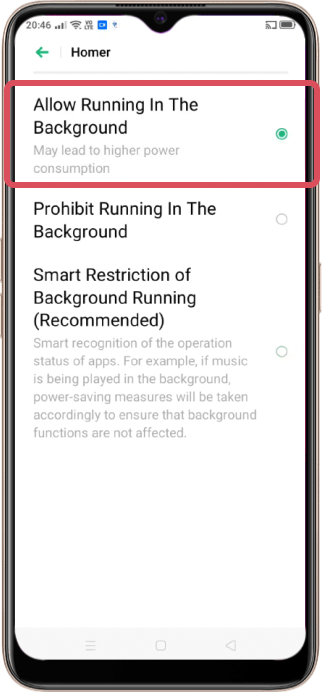 20:46
Homer
Allow Running In The
Background
May lead to higher power
consumption
Prohibit Running In The
Background
Smart Restriction of
Background Running
(Recommended)
Smart recognition of the operation
status of apps. For example, if music
is being played in the background,
power-saving measures will be taken
accordingly to ensure that background
functions are not affected.